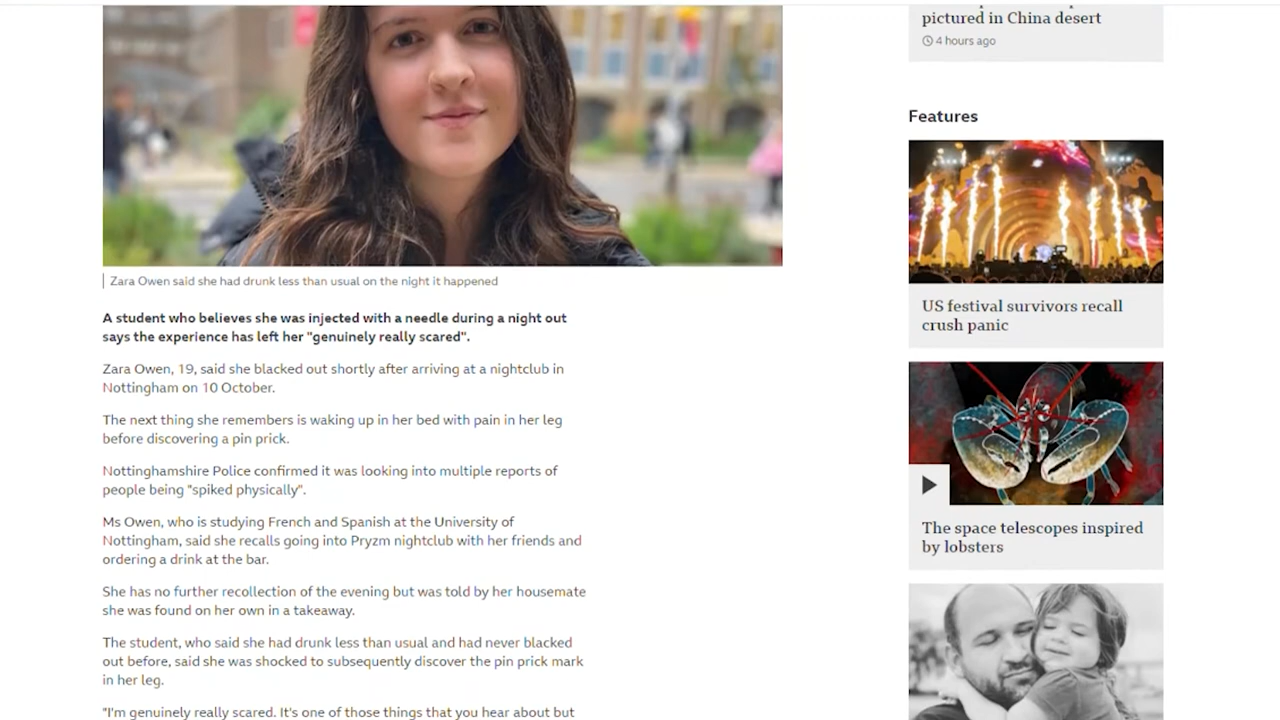 Zara Owen said she had drunk less than usual on the night it happened
A student who believes she was injected with a needle during a night out
says the experience has left her "genuinely really scared".
Zara Owen, 19, said she blacked out shortly after arriving at a nightclub in
Nottingham on 10 October.
The next thing she remembers is waking up in her bed with pain in her leg
before discovering a pin prick.
Nottinghamshire Police confirmed it was looking into multiple reports of
people being "spiked physically".
Ms Owen, who is studying French and Spanish at the University of
Nottingham, said she recalls going into Pryzm nightclub with her friends and
ordering a drink at the bar.
She has no further recollection of the evening but was told by her housemate
she was found on her own in a takeaway.
The student, who said she had drunk less than usual and had never blacked
out before, said she was shocked to subsequently discover the pin prick mark
in her leg.
"I'm genuinely really scared. It's one of those things that you hear about but
pictured in China desert
4 hours ago
Features
US festival survivors recall
crush panic
The space telescopes inspired
by lobsters